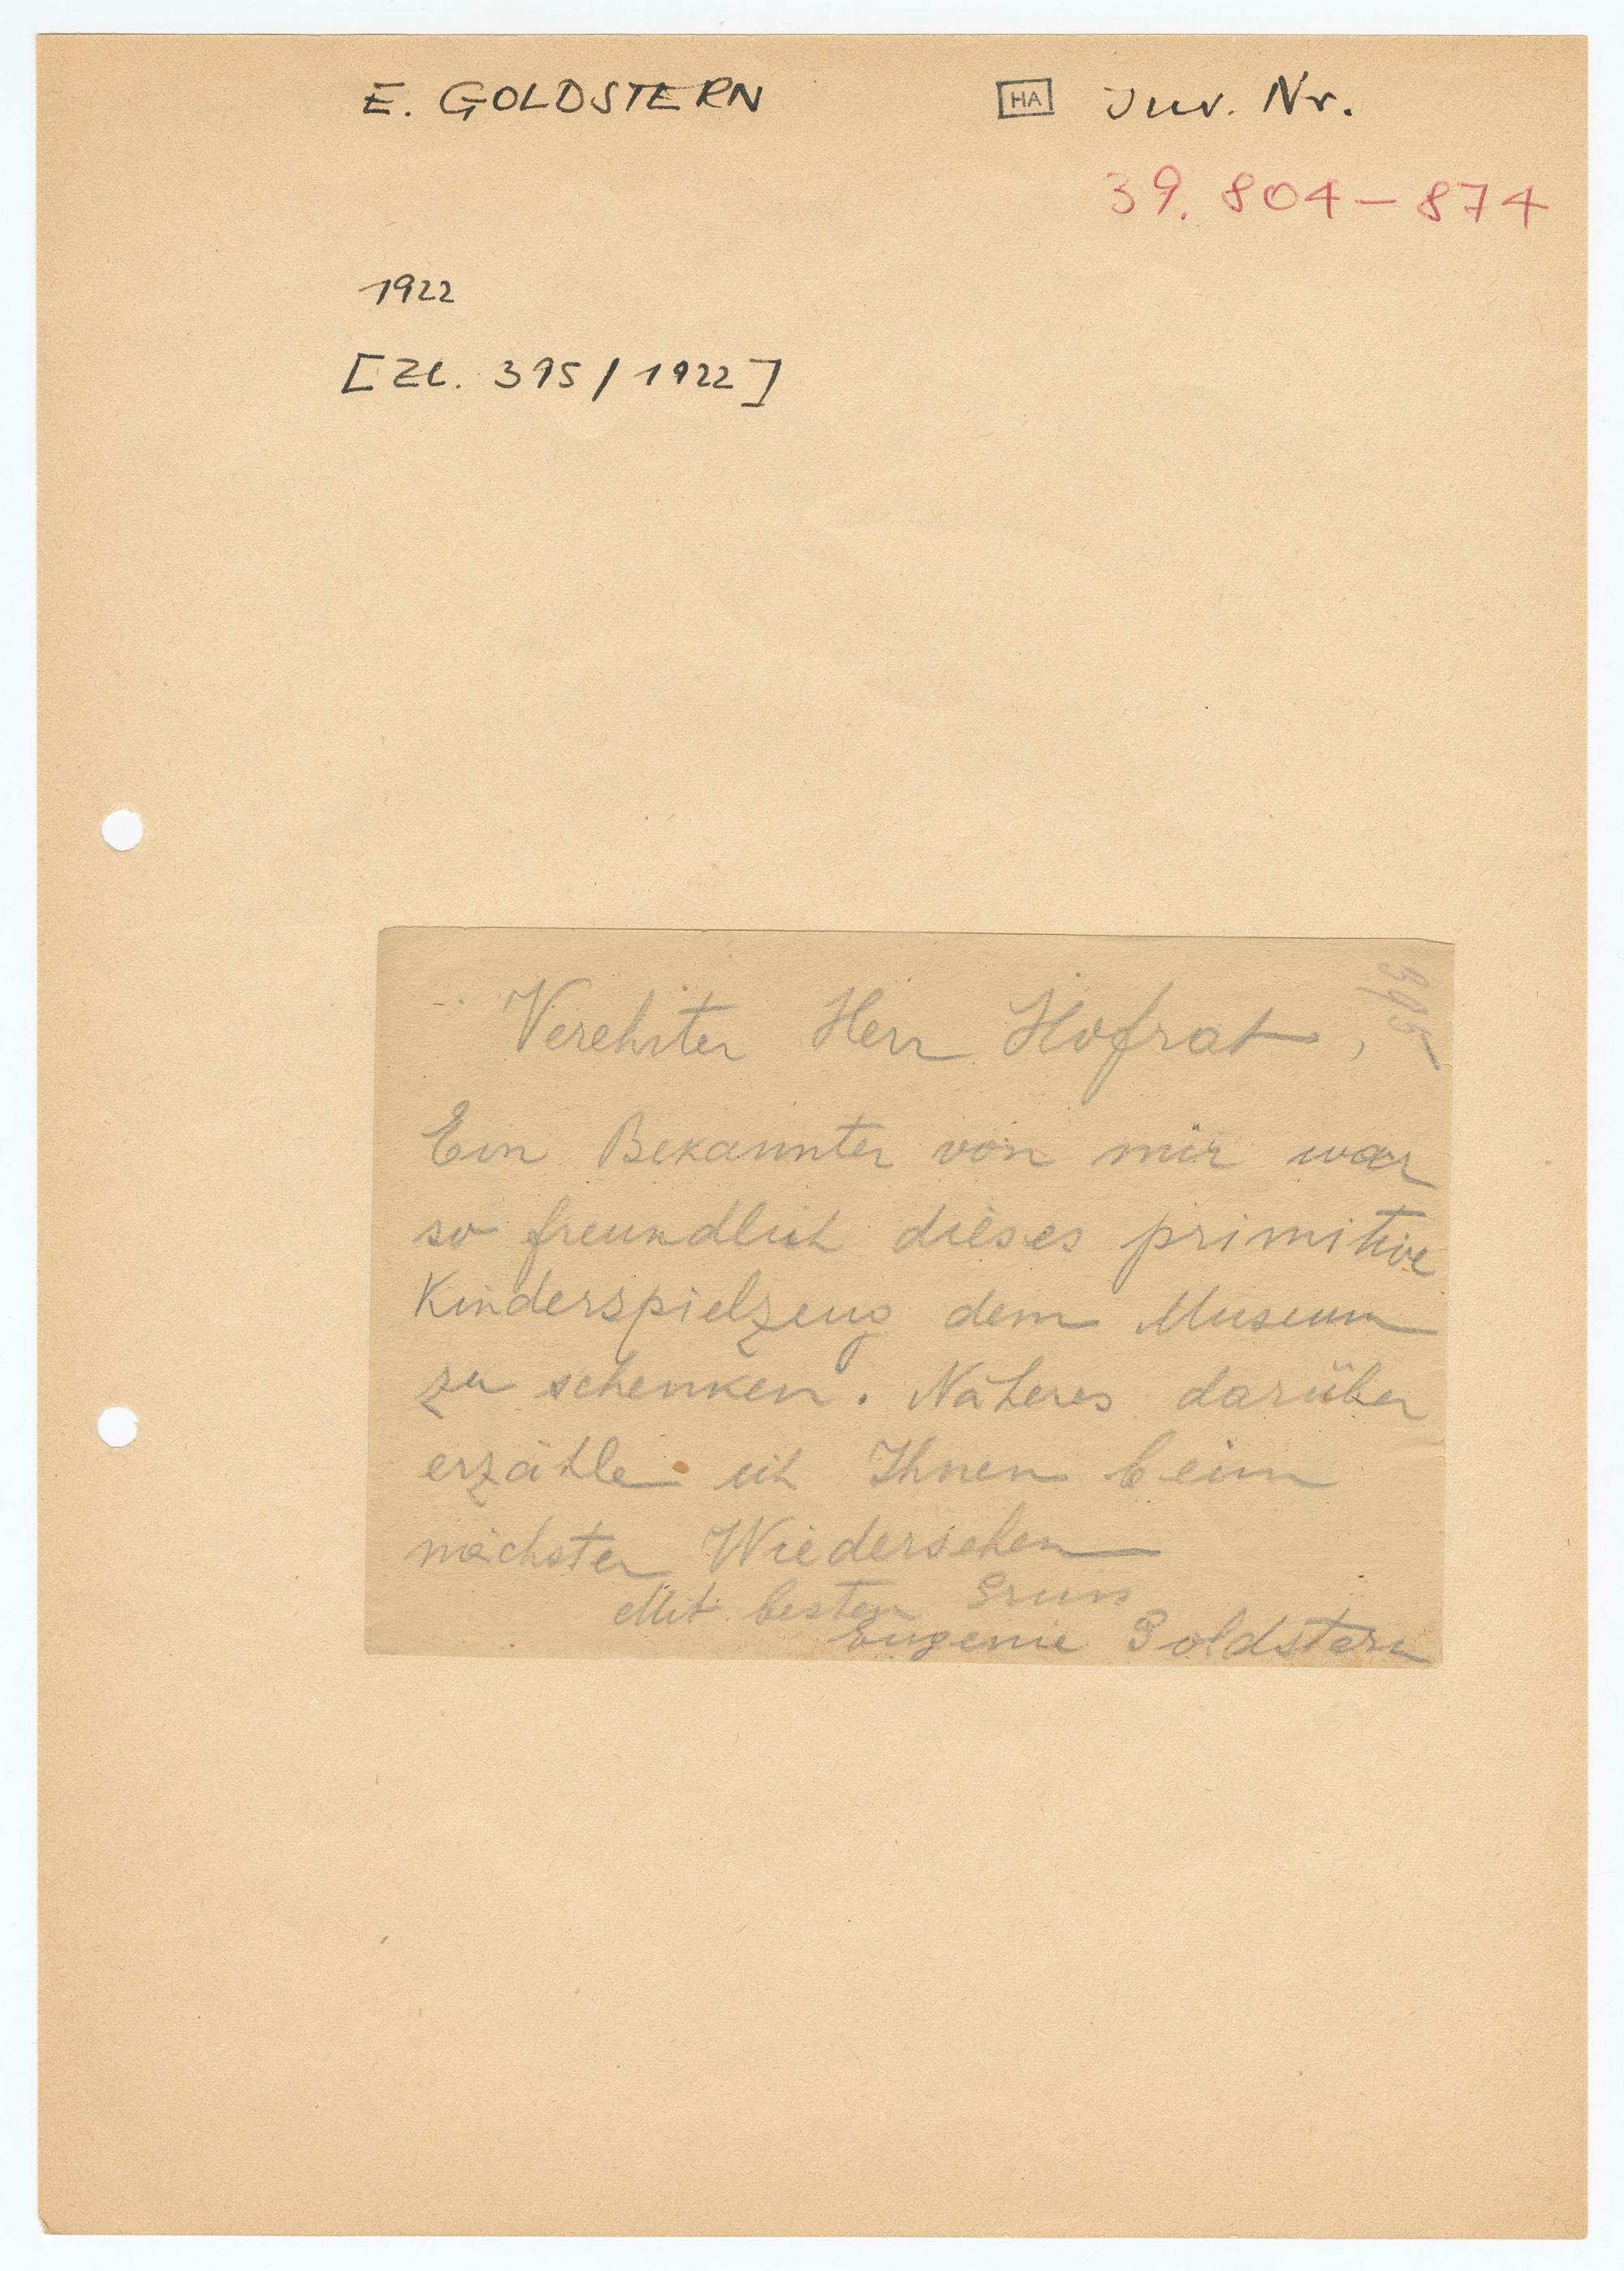 E. GOLDSTERN
HA Inv. Nr.
39. 804 – 874
1922
[Zl. 395/1922]
395
Verehrter Herr Hofrat,
Ein Bekannter von mir war
so freundlich dieses primitive
Kinderspielzeug dem Museum
zu schenken. Näheres darüber
erzähle ich Ihnen beim
nächsten Wiedersehen
Mit besten Gruss
Eugenie Goldstern